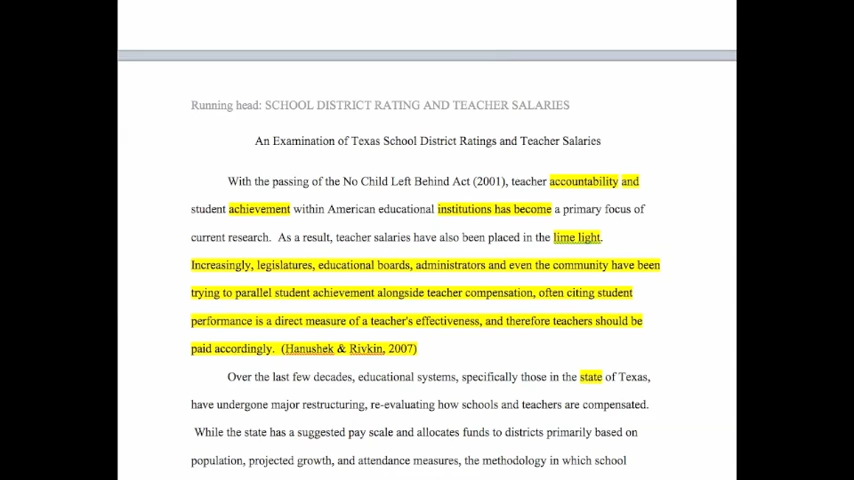 Running head: SCHOOL DISTRICT RATING AND TEACHER SALARIES
An Examination of Texas School District Ratings and Teacher Salaries
With the passing of the No Child Left Behind Act (2001), teacher accountability and
student achievement within American educational institutions has become a primary focus of
current research.  As a result, teacher salaries have also been placed in the lime light.
Increasingly, legislatures, educational boards, administrators and even the community have been
trying to parallel student achievement alongside teacher compensation, often citing student
performance is a direct measure of a teacher's effectiveness, and therefore teachers should be
paid accordingly.  (Hanushek & Rivkin, 2007)
Over the last few decades, educational systems, specifically those in the state of Texas,
have undergone major restructuring, re-evaluating how schools and teachers are compensated.
While the state has a suggested pay scale and allocates funds to districts primarily based on
population, projected growth, and attendance measures, the methodology in which school